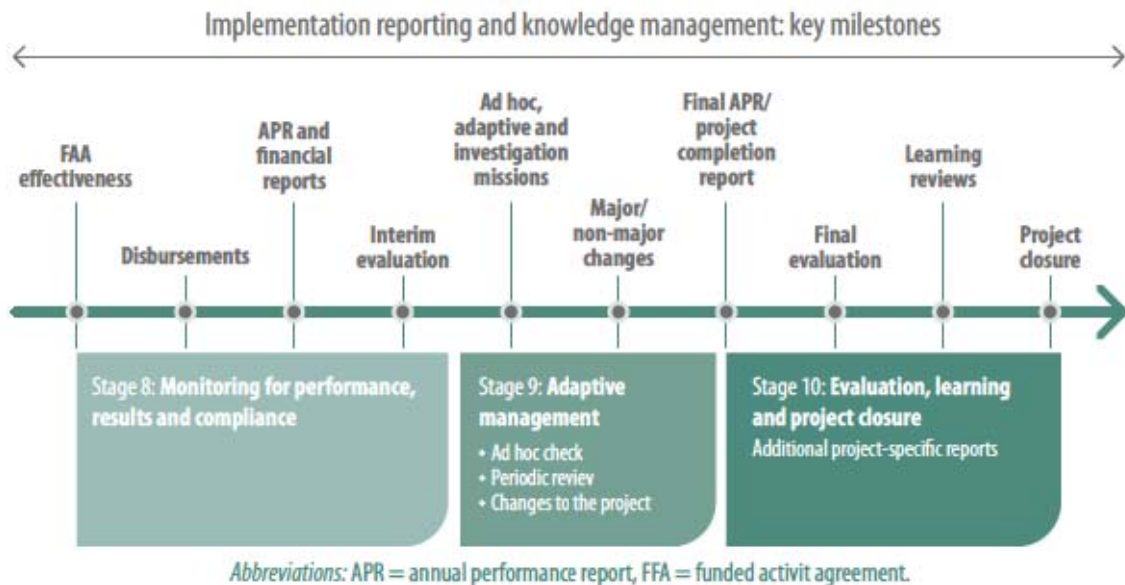 Implementation reporting and knowledge management: key milestones
FAA
effectiveness
Disbursements
APR and
financial
reports
Interim
evaluation
Ad hoc,
adaptive and
investigation
missions
Major/
non-major
changes
Final APR/
project
completion
report
Final
evaluation
Learning
reviews
Project
closure
Stage 8: Monitoring for performance,
results and compliance
Stage 9: Adaptive
management
• Ad hoc check
• Periodic reviev
• Changes to the project
Stage 10: Evaluation, learning
and project closure
Additional project-specific reports
Abbreviations: APR = annual performance report, FFA = funded activit agreement.